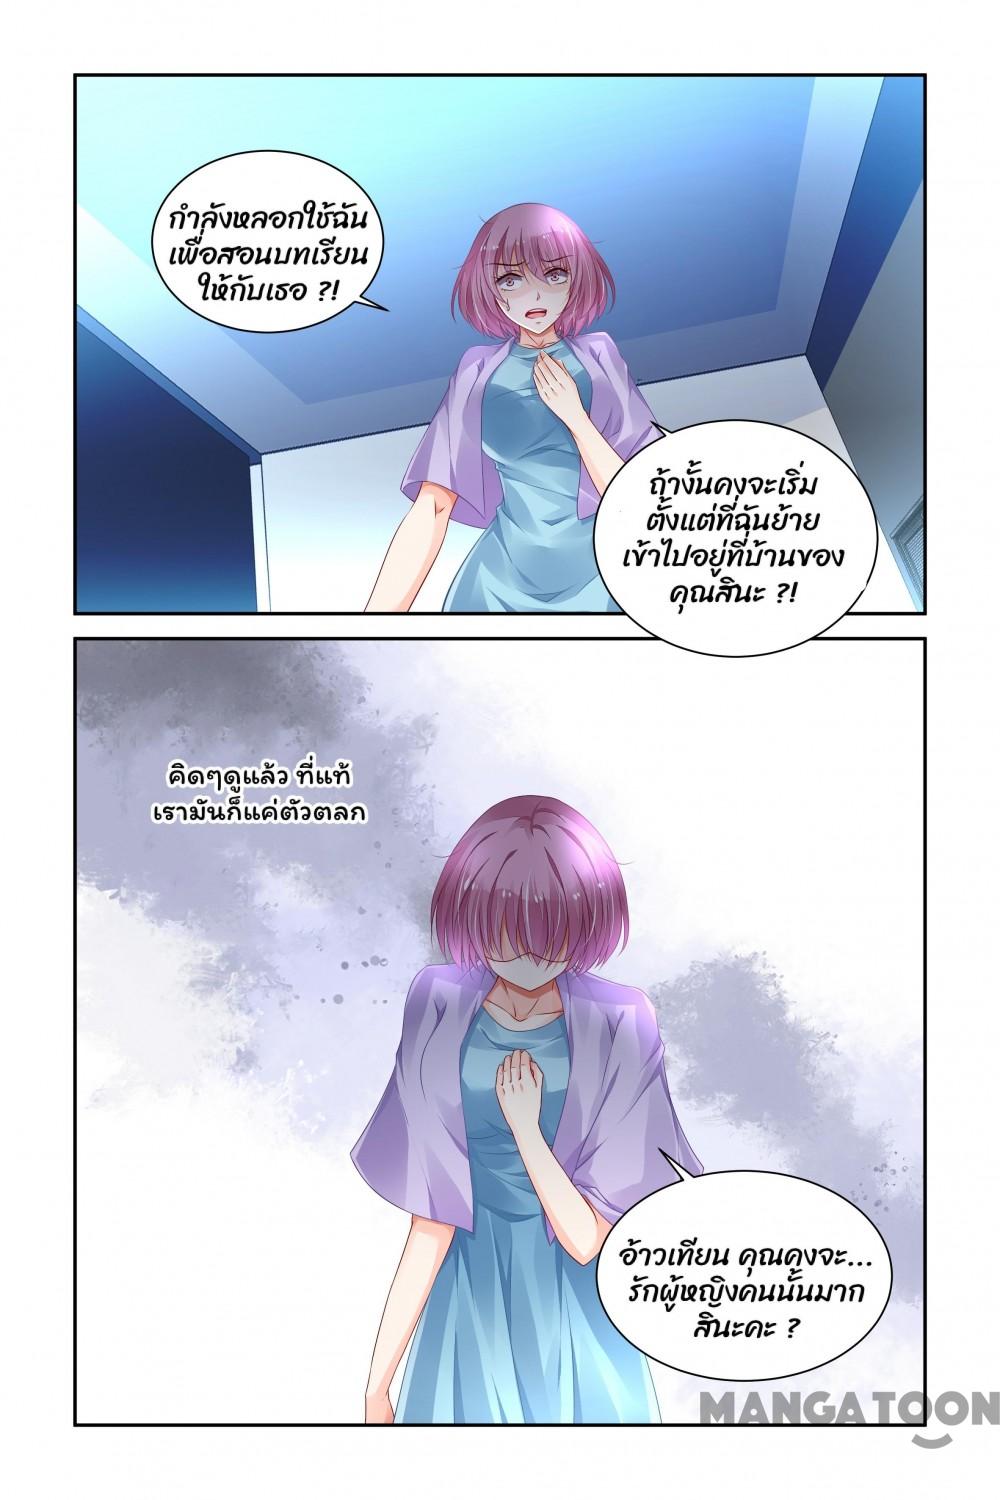 กำลังหลอกใช้ฉัน
เพื่อสอนบทเรียน
ให้กับเธอ ?!
ถ้างั้นคงจะเริ่ม
ตั้งแต่ที่ฉันย้าย
เข้าไปอยู่ที่บ้านของ
คุณสินะ ?!
คิดๆดูแล้ว ที่แท้
เรามันก็แค่ตัวตลก
อ้าวเทียน คุณคงจะ...
รักผู้หญิงคนนั้นมาก
สินะคะ ?
MANGATOON